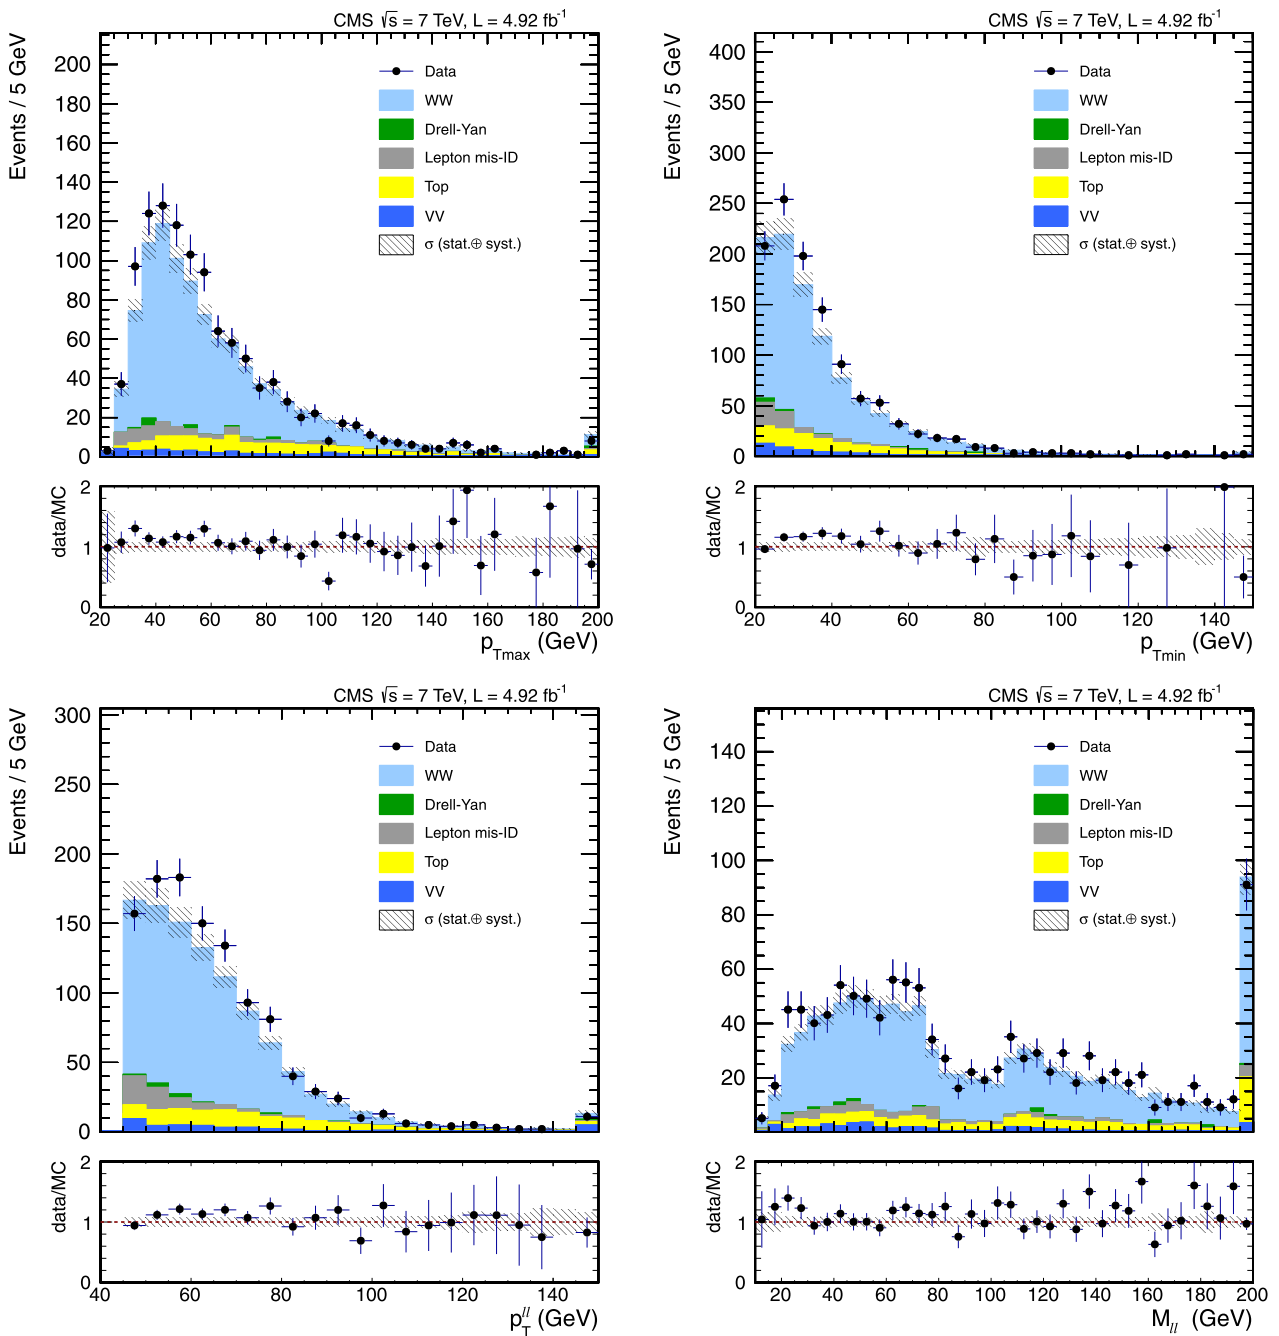 CMS √s = 7 TeV, L = 4.92 fb-1
Events / 5 GeV
200
180
160
140
120
100
80
60
40
20
0
Data
WW
Drell-Yan
Lepton mis-ID
Top
VV
σ (stat.⊕ syst.)
data/MC
2
1
0
20 40 60 80 100 120 140 160 180 200
pTmax (GeV)
CMS √s = 7 TeV, L = 4.92 fb-1
Events / 5 GeV
400
350
300
250
200
150
100
50
0
Data
WW
Drell-Yan
Lepton mis-ID
Top
VV
σ (stat.⊕ syst.)
data/MC
2
1
0
20 40 60 80 100 120 140
pTmin (GeV)
CMS √s = 7 TeV, L = 4.92 fb-1
Events / 5 GeV
300
250
200
150
100
50
0
Data
WW
Drell-Yan
Lepton mis-ID
Top
VV
σ (stat.⊕ syst.)
data/MC
2
1
0
40 60 80 100 120 140
pTll (GeV)
CMS √s = 7 TeV, L = 4.92 fb-1
Events / 5 GeV
140
120
100
80
60
40
20
Data
WW
Drell-Yan
Lepton mis-ID
Top
VV
σ (stat.⊕ syst.)
data/MC
2
1
0
20 40 60 80 100 120 140 160 180 200
Mll (GeV)